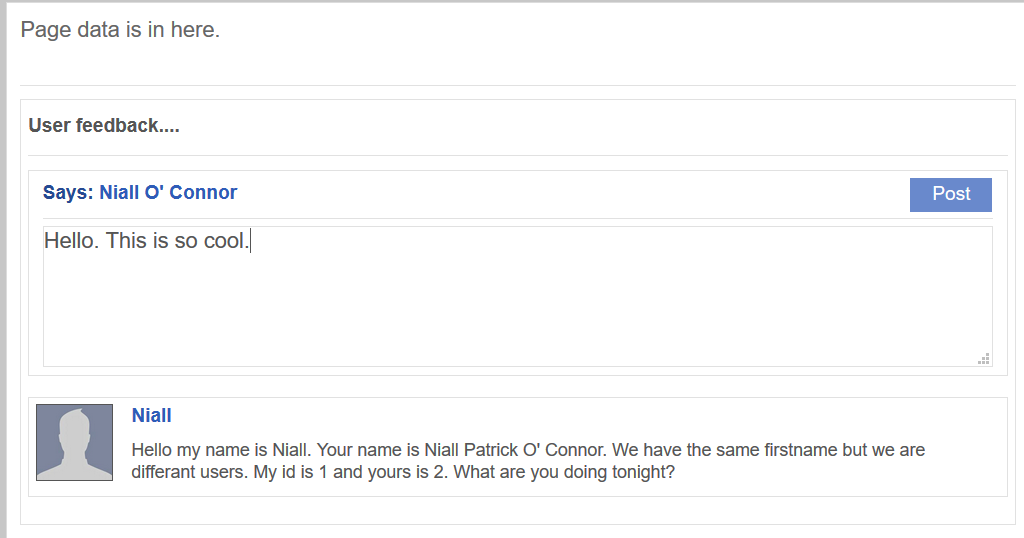 Page data is in here.
User feedback....
Says: Niall O' Connor
Post
Hello. This is so cool.
Niall
Hello my name is Niall. Your name is Niall Patrick O' Connor. We have the same firstname but we are
differant users. My id is 1 and yours is 2. What are you doing tonight?